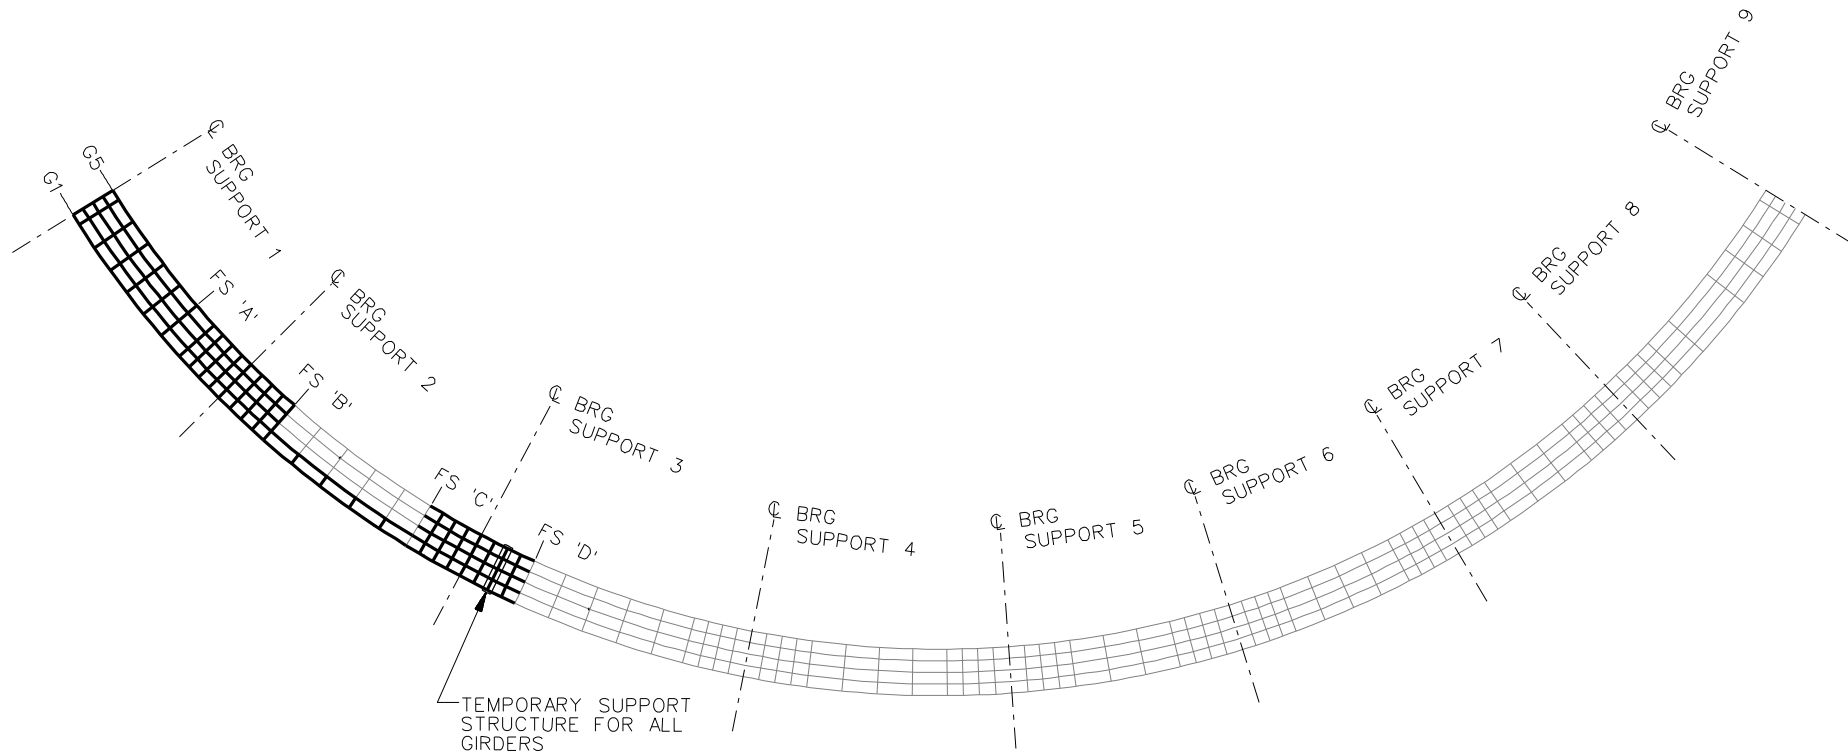 G1
G5
℄ BRG
SUPPORT 1
FS 'A'
℄ BRG
SUPPORT 2
FS 'B'
℄ BRG
SUPPORT 3
FS 'C'
FS 'D'
TEMPORARY SUPPORT
STRUCTURE FOR ALL
GIRDERS
℄ BRG
SUPPORT 4
℄ BRG
SUPPORT 5
℄ BRG
SUPPORT 6
℄ BRG
SUPPORT 7
℄ BRG
SUPPORT 8
℄ BRG
SUPPORT 9